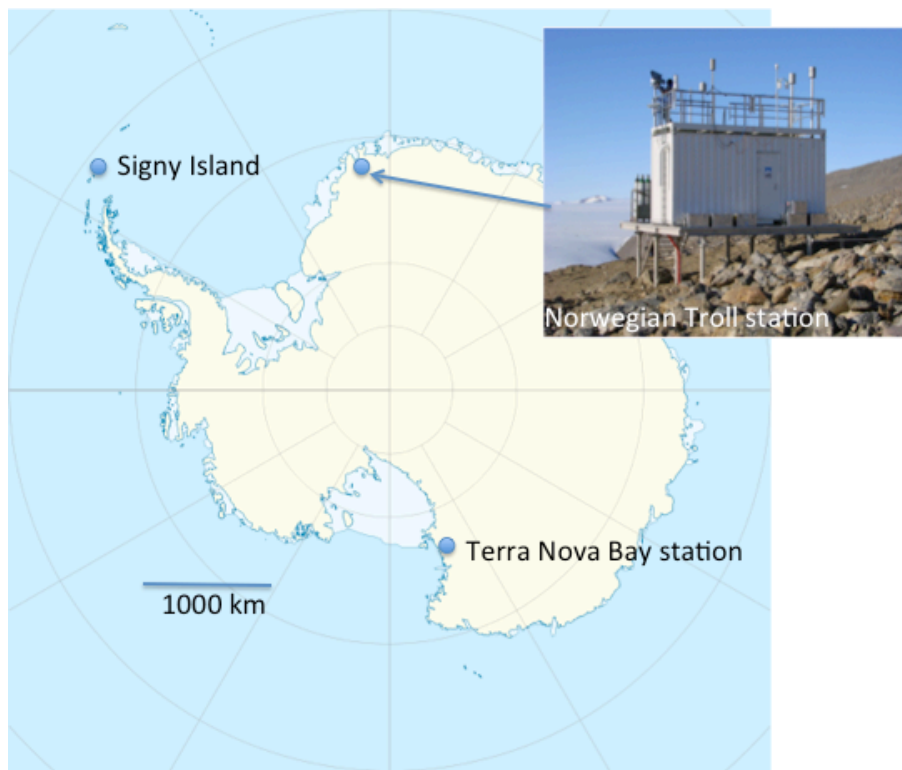 Signy Island
Norwegian Troll station
Terra Nova Bay station
1000 km